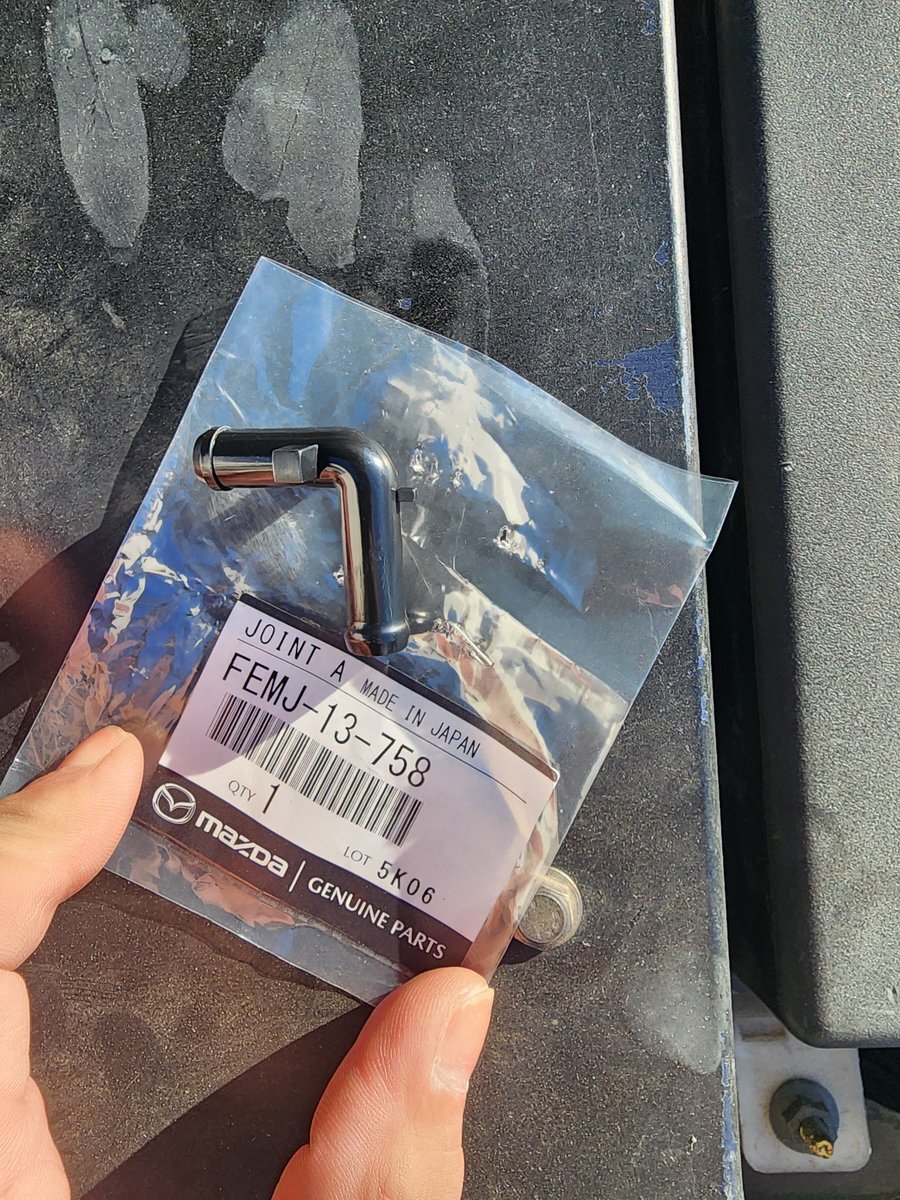 JOINT A MADE IN JAPAN
FEMJ-13-758
QTY 1 LOT 5K06
mazda | GENUINE PARTS